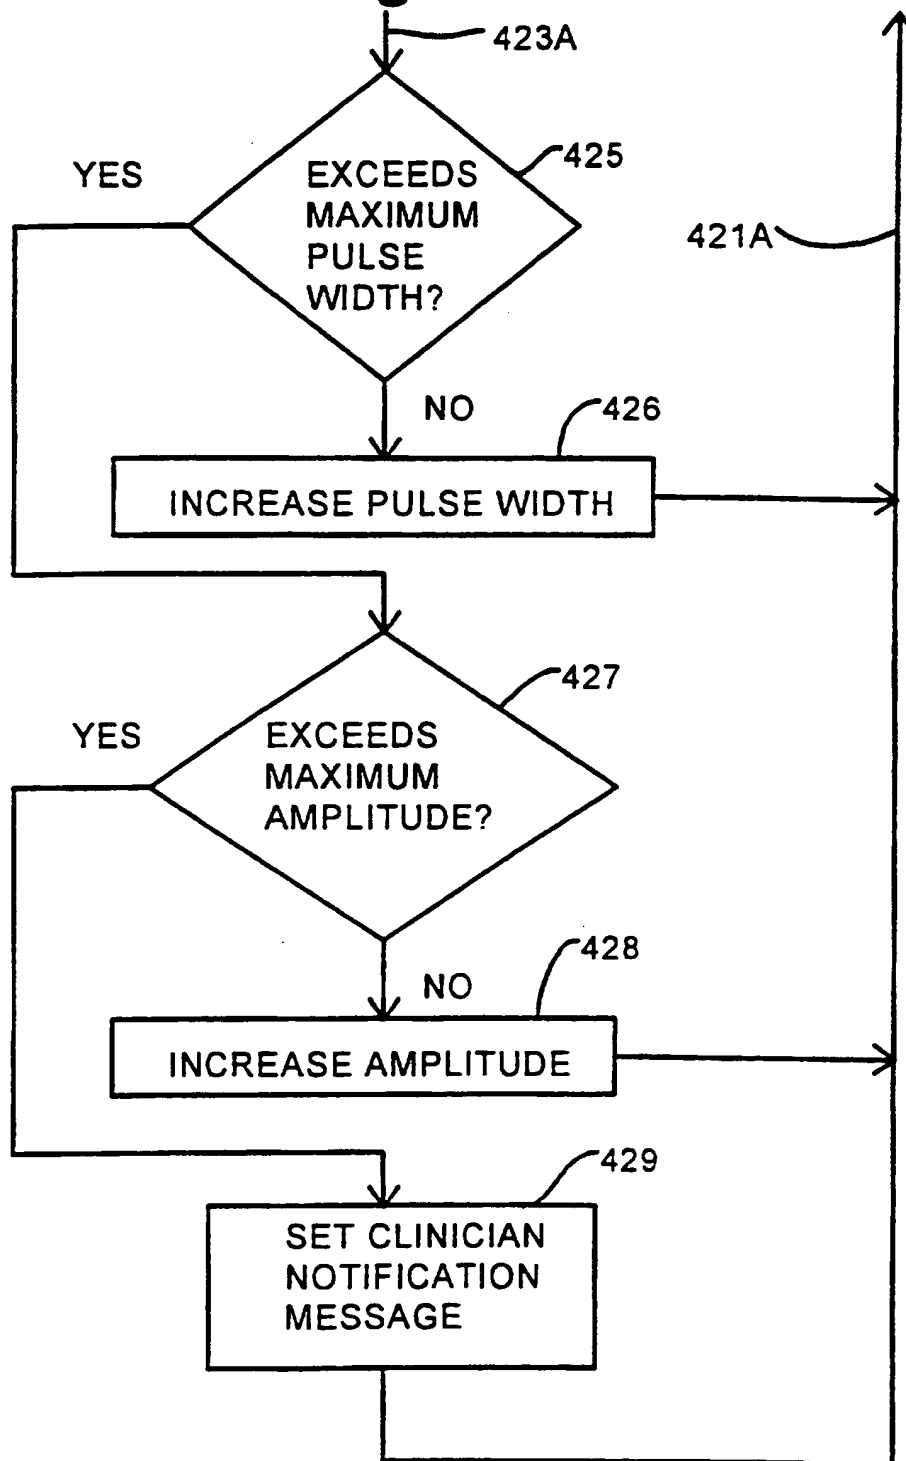 423A
425
YES
EXCEEDS
MAXIMUM
PULSE
WIDTH?
421A
NO
426
INCREASE PULSE WIDTH
427
YES
EXCEEDS
MAXIMUM
AMPLITUDE?
428
NO
INCREASE AMPLITUDE
429
SET CLINICIAN
NOTIFICATION
MESSAGE